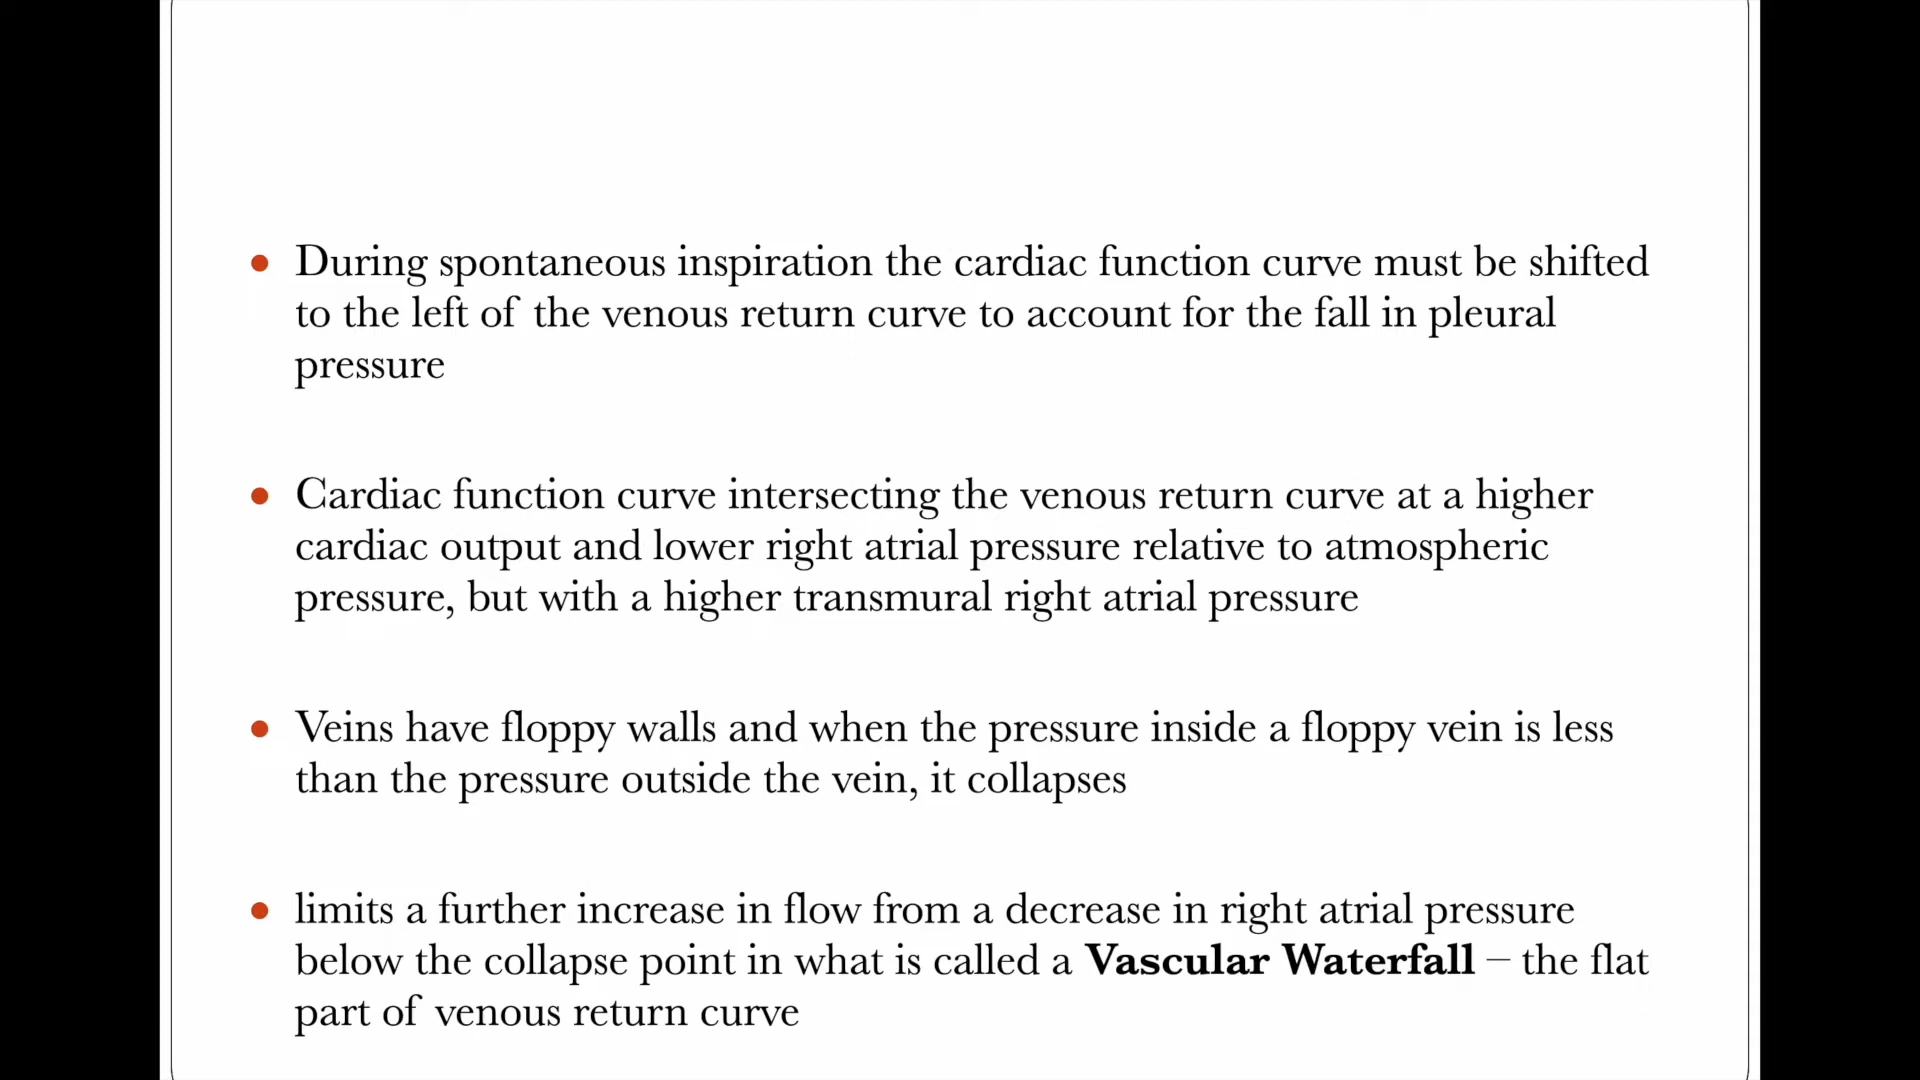 • During spontaneous inspiration the cardiac function curve must be shifted
to the left of the venous return curve to account for the fall in pleural
pressure
• Cardiac function curve intersecting the venous return curve at a higher
cardiac output and lower right atrial pressure relative to atmospheric
pressure, but with a higher transmural right atrial pressure
• Veins have floppy walls and when the pressure inside a floppy vein is less
than the pressure outside the vein, it collapses
• limits a further increase in flow from a decrease in right atrial pressure
below the collapse point in what is called a Vascular Waterfall – the flat
part of venous return curve